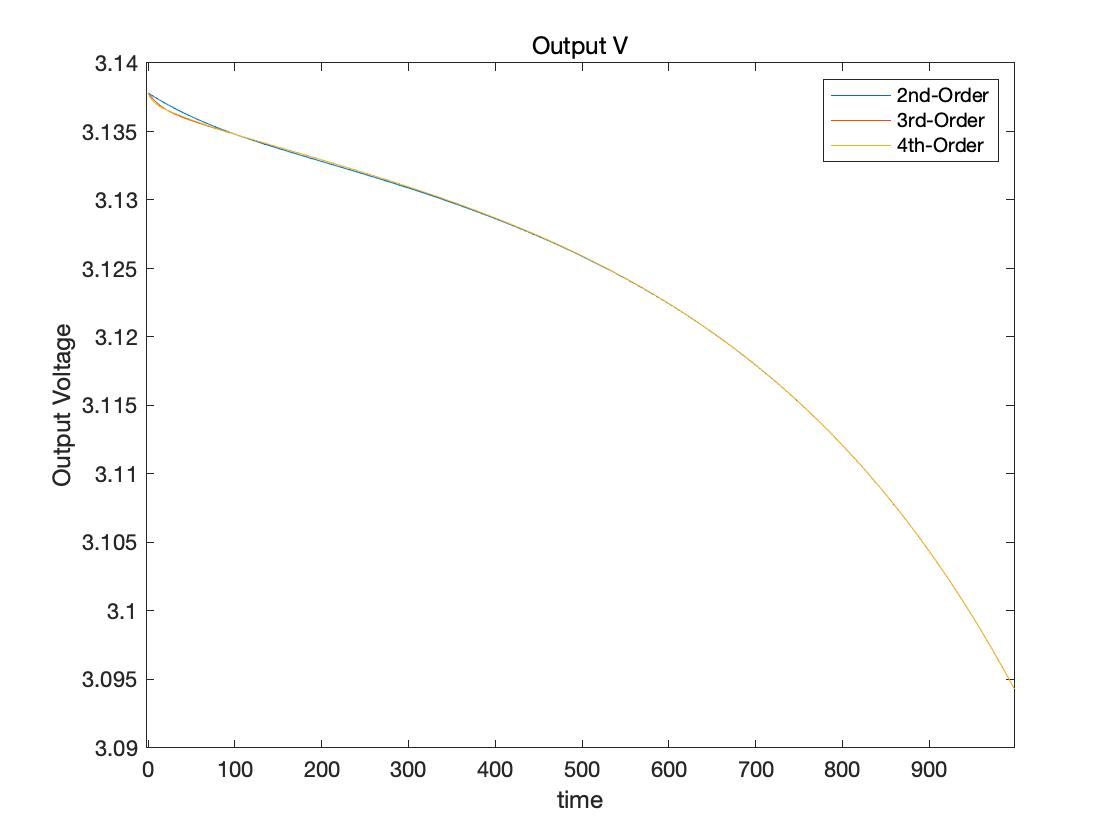 Output V
3.14
3.135
3.13
3.125
3.12
3.115
3.11
3.105
3.1
3.095
3.09
Output Voltage
2nd-Order
3rd-Order
4th-Order
0 100 200 300 400 500 600 700 800 900
time